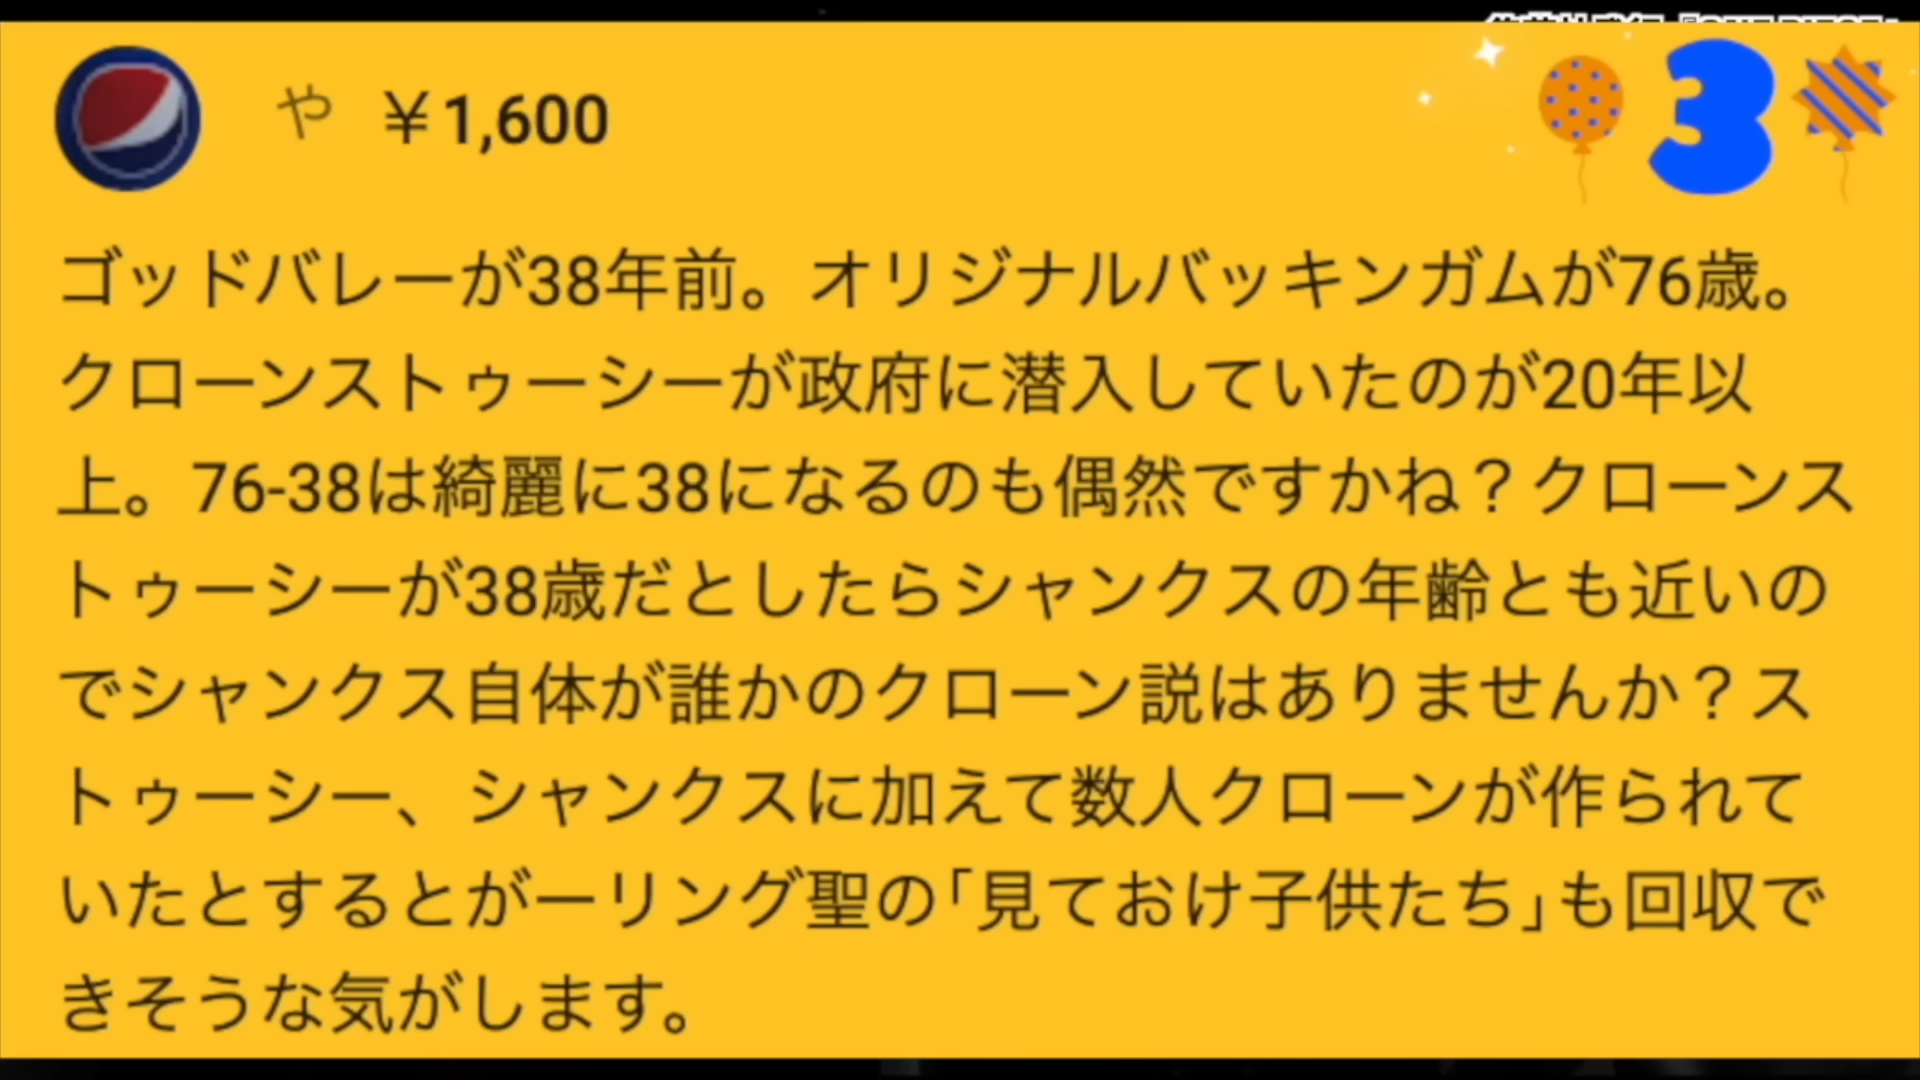 や ￥1,600
3
ゴッドバレーが38年前。オリジナルバッキンガムが76歳。
クローンストゥーシーが政府に潜入していたのが20年以
上。76-38は綺麗に38になるのも偶然ですかね？クローンス
トゥーシーが38歳だとしたらシャンクスの年齢とも近いの
でシャンクス自体が誰かのクローン説はありませんか？ス
トゥーシー、シャンクスに加えて数人クローンが作られて
いたとするとがーリング聖の「見ておけ子供たち」も回収で
きそうな気がします。